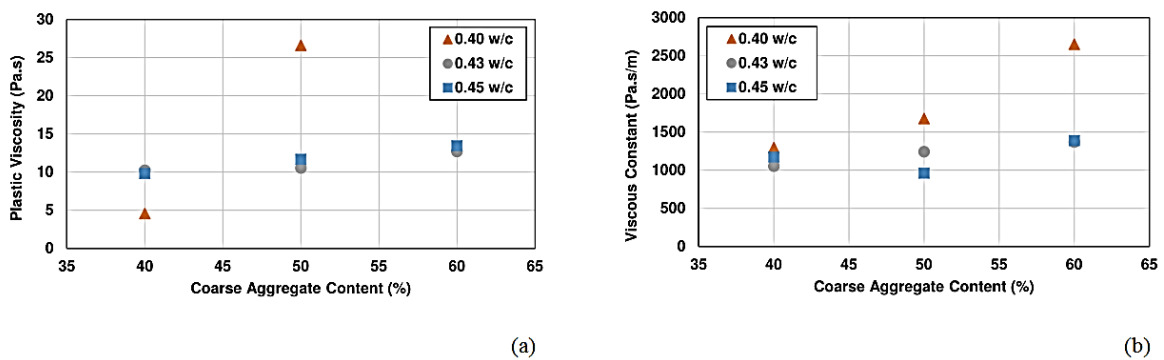 30
25
20
15
10
5
0
Plastic Viscosity (Pa.s)
0.40 w/c
0.43 w/c
0.45 w/c
35 40 45 50 55 60 65
Coarse Aggregate Content (%)
(a)
3000
2500
2000
1500
1000
500
0
Viscous Constant (Pa.s/m)
0.40 w/c
0.43 w/c
0.45 w/c
35 40 45 50 55 60 65
Coarse Aggregate Content (%)
(b)